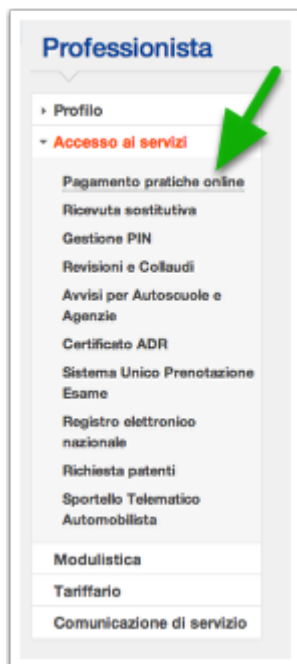 Professionista
Profilo
Accesso ai servizi
Pagamento pratiche online
Ricevuta sostitutiva
Gestione PIN
Revisioni e Collaudi
Avvisi per Autoscuole e
Agenzie
Certificato ADR
Sistema Unico Prenotazione
Esame
Registro elettronico
nazionale
Richiesta patenti
Sportello Telematico
Automobilista
Modulistica
Tariffario
Comunicazione di servizio